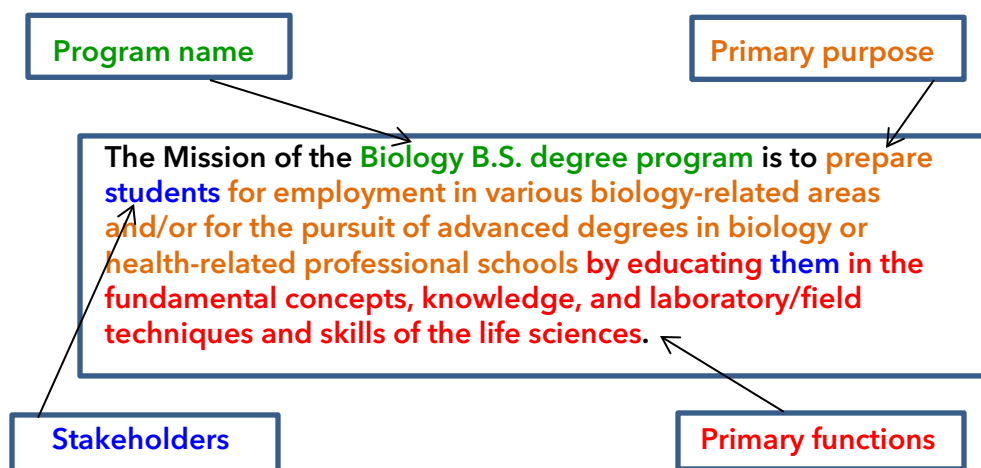 Program name
Primary purpose
The Mission of the Biology B.S. degree program is to prepare
students for employment in various biology-related areas
and/or for the pursuit of advanced degrees in biology or
health-related professional schools by educating them in the
fundamental concepts, knowledge, and laboratory/field
techniques and skills of the life sciences.
Stakeholders
Primary functions